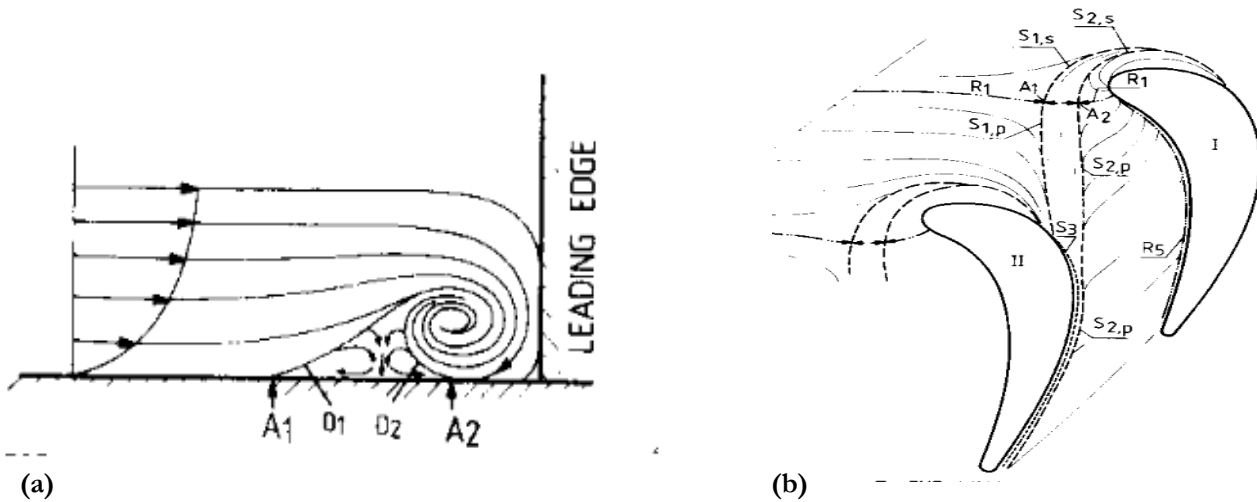 LEADING EDGE
A1
D1
D2
A2
(a)
S1,s
S2,s
R1
A1
R1
A2
S1,p
I
S2,p
S3
II
R5
S2,p
(b)